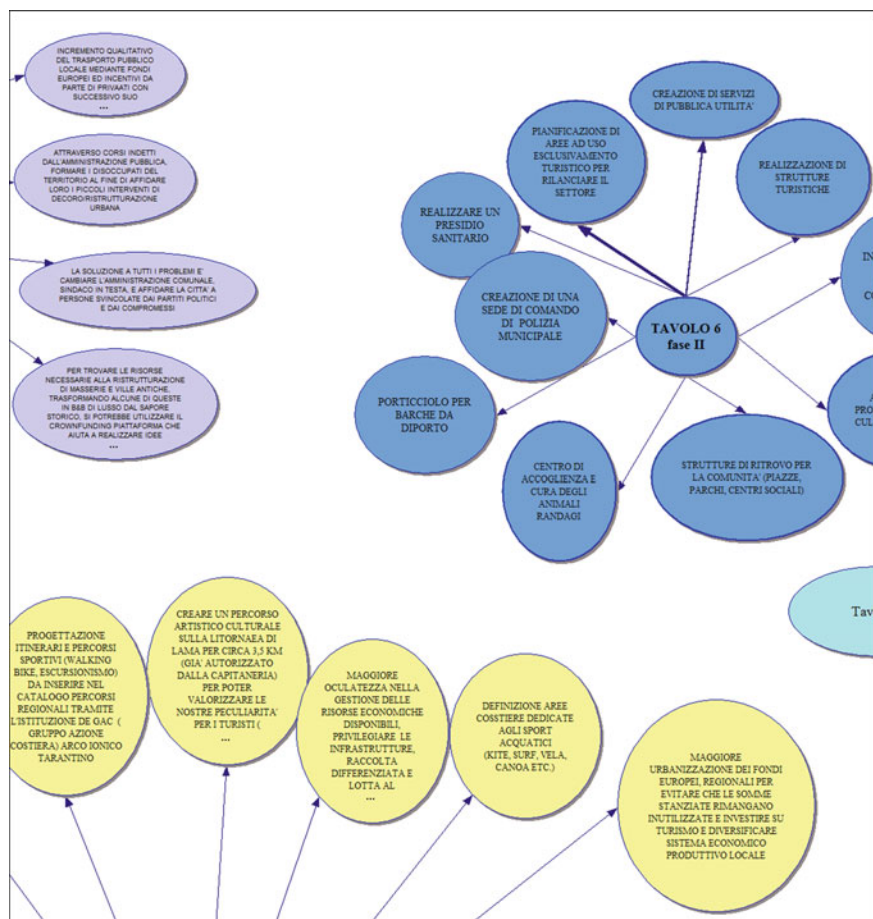 INCREMENTO QUALITATIVO
DEL TRASPORTO PUBBLICO
LOCALE MEDIANTE FONDI
EUROPEI ED INCENTIVI DA
PARTE DI PRIVAATI CON
SUCCESSIVO SUO
...
ATTRAVERSO CORSI INDETTI
DALL'AMMINISTRAZIONE PUBBLICA,
FORMARE I DISOCCUPATI DEL
TERRITORIO AL FINE DI AFFIDARE
LORO I PICCOLI INTERVENTI DI
DECORO/RISTRUTTURAZIONE
URBANA
LA SOLUZIONE A TUTTI I PROBLEMI E'
CAMBIARE L'AMMINISTRAZIONE COMUNALE,
SINDACO IN TESTA, E AFFIDARE LA CITTA' A
PERSONE SVINCOLATE DAI PARTITI POLITICI
E DAI COMPROMESSI
PER TROVARE LE RISORSE
NECESSARIE ALLA RISTRUTTURAZIONE
DI MASSERIE E VILLE ANTICHE,
TRASFORMANDO ALCUNE DI QUESTE
IN B&B DI LUSSO DAL SAPORE
STORICO, SI POTREBBE UTILIZZARE IL
CROWNFUNDING PIATTAFORMA CHE
AIUTA A REALIZZARE IDEE
...
CREAZIONE DI SERVIZI
DI PUBBLICA UTILITA'
PIANIFICAZIONE DI
AREE AD USO
ESCLUSIVAMENTO
TURISTICO PER
RILANCIARE IL
SETTORE
REALIZZAZIONE DI
STRUTTURE
TURISTICHE
REALIZZARE UN
PRESIDIO
SANITARIO
CREAZIONE DI UNA
SEDE DI COMANDO
DI POLIZIA
MUNICIPALE
TAVOLO 6
fase II
IN
CO
PORTICCIOLO PER
BARCHE DA
DIPORTO
A
PRO
CUL
CENTRO DI
ACCOGLIENZA E
CURA DEGLI
ANIMALI
RANDAGI
STRUTTURE DI RITROVO PER
LA COMUNITA' (PIAZZE,
PARCHI, CENTRI SOCIALI)
Tav
PROGETTAZIONE
ITINERARI E PERCORSI
SPORTIVI (WALKING
BIKE, ESCURSIONISMO)
DA INSERIRE NEL
CATALOGO PERCORSI
REGIONALI TRAMITE
L'ISTITUZIONE DE GAC (
GRUPPO AZIONE
COSTIERA) ARCO IONICO
TARANTINO
CREARE UN PERCORSO
ARTISTICO CULTURALE
SULLA LITORNAEA DI
LAMA PER CIRCA 3,5 KM
(GIA' AUTORIZZATO
DALLA CAPITANERIA)
PER POTER
VALORIZZARE LE
NOSTRE PECULIARITA'
PER I TURISTI (
...
MAGGIORE
OCULATEZZA NELLA
GESTIONE DELLE
RISORSE ECONOMICHE
DISPONIBILI,
PRIVILEGIARE LE
INFRASTRUTTURE,
RACCOLTA
DIFFERENZIATA E
LOTTA AL
...
DEFINIZIONE AREE
COSSTIERE DEDICATE
AGLI SPORT
ACQUATICI
(KITE, SURF, VELA,
CANOA ETC.)
MAGGIORE
URBANIZZAZIONE DEI FONDI
EUROPEI, REGIONALI PER
EVITARE CHE LE SOMME
STANZIATE RIMANGANO
INUTILIZZATE E INVESTIRE SU
TURISMO E DIVERSIFICARE
SISTEMA ECONOMICO
PRODUTTIVO LOCALE